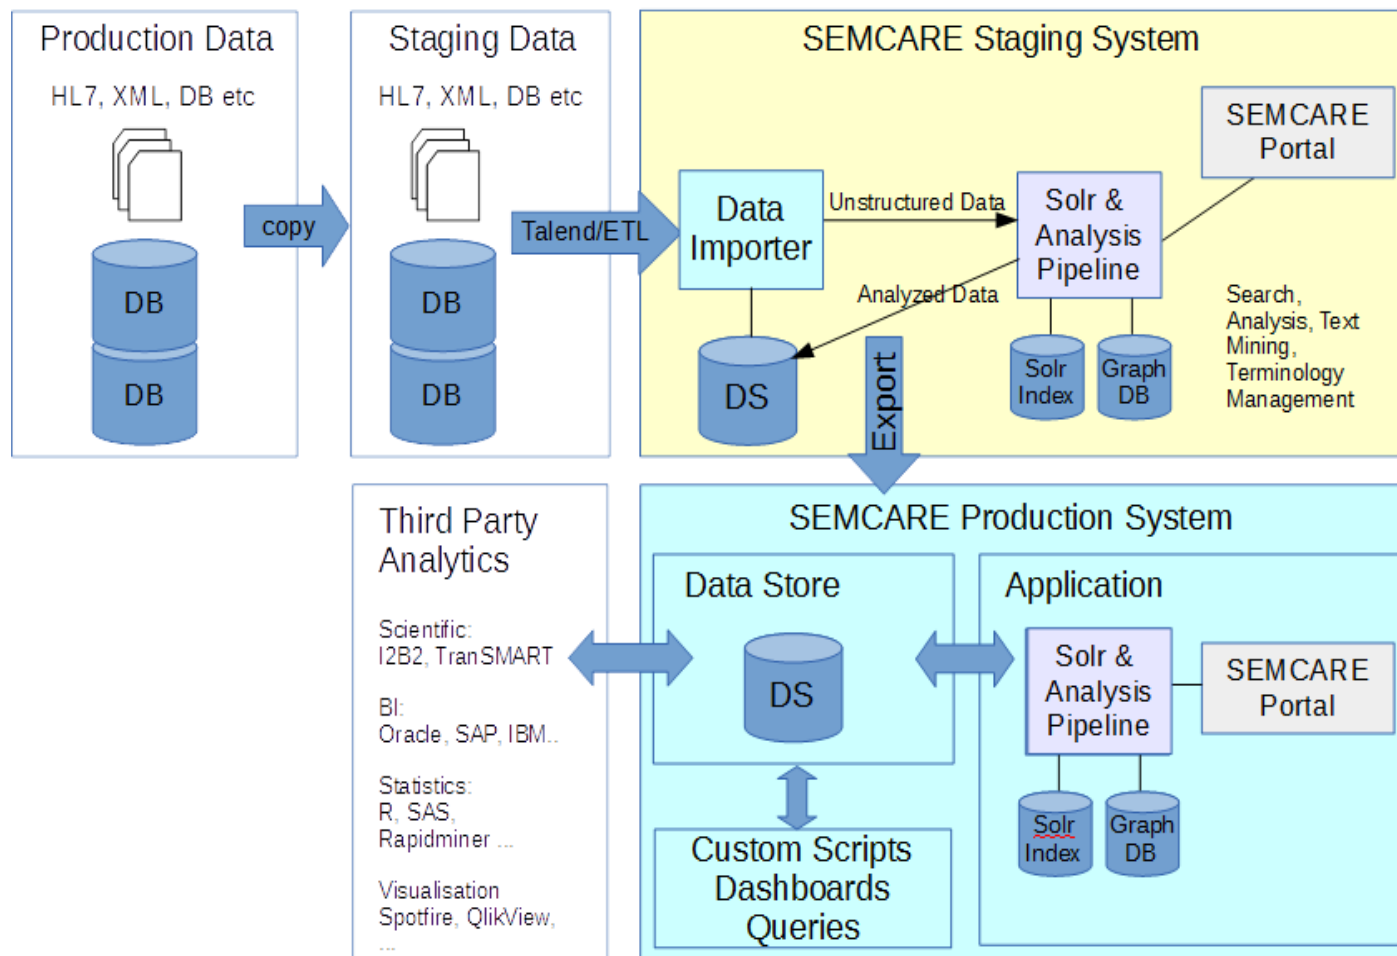 Production Data
HL7, XML, DB etc
DB
DB
copy
Staging Data
HL7, XML, DB etc
DB
DB
Talend/ETL
SEMCARE Staging System
SEMCARE
Portal
Data
Importer
Unstructured Data
Solr &
Analysis
Pipeline
Analyzed Data
DS
Solr
Index
Graph
DB
Search,
Analysis, Text
Mining,
Terminology
Management
Export
Third Party
Analytics
Scientific:
I2B2, TranSMART
BI:
Oracle, SAP, IBM..
Statistics:
R, SAS,
Rapidminer ...
Visualisation
Spotfire, QlikView,
...
SEMCARE Production System
Data Store
DS
Custom Scripts
Dashboards
Queries
Application
Solr &
Analysis
Pipeline
SEMCARE
Portal
Solr
Index
Graph
DB